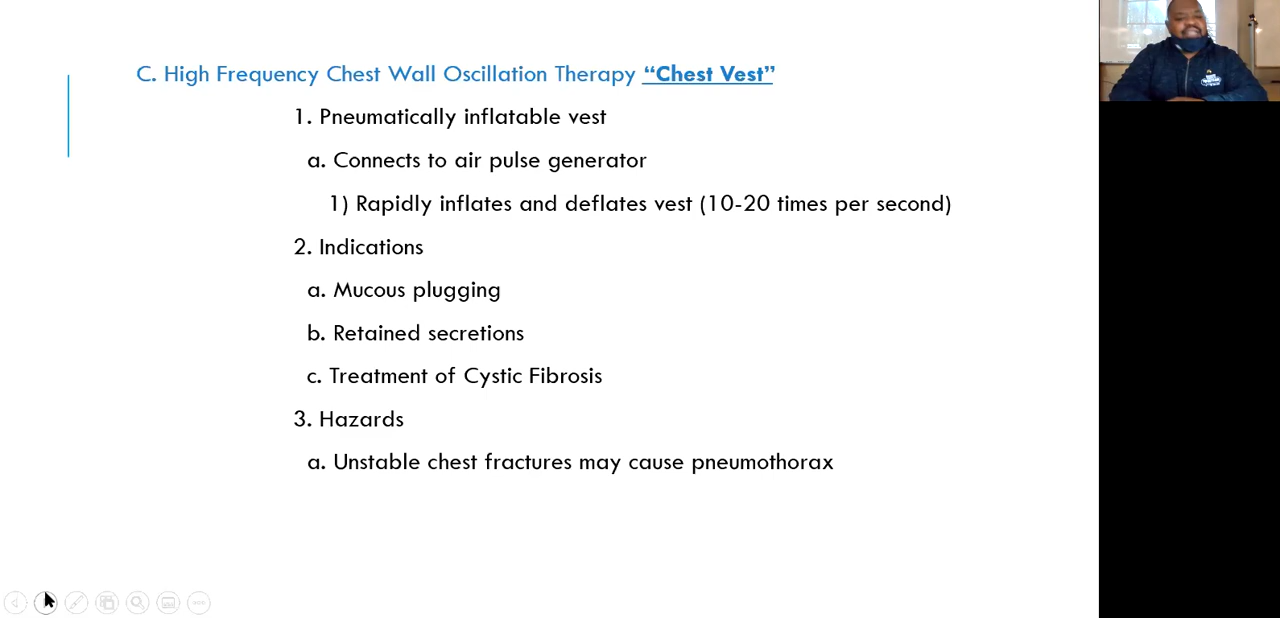 C. High Frequency Chest Wall Oscillation Therapy “Chest Vest”
1. Pneumatically inflatable vest
a. Connects to air pulse generator
1) Rapidly inflates and deflates vest (10-20 times per second)
2. Indications
a. Mucous plugging
b. Retained secretions
c. Treatment of Cystic Fibrosis
3. Hazards
a. Unstable chest fractures may cause pneumothorax